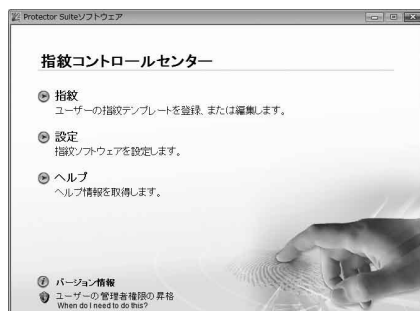 Protector Suiteソフトウェア
指紋コントロールセンター
指紋
ユーザーの指紋テンプレートを登録、または編集します。
設定
指紋ソフトウェアを設定します。
ヘルプ
ヘルプ情報を取得します。
バージョン情報
ユーザーの管理者権限の昇格
When do I need to do this?